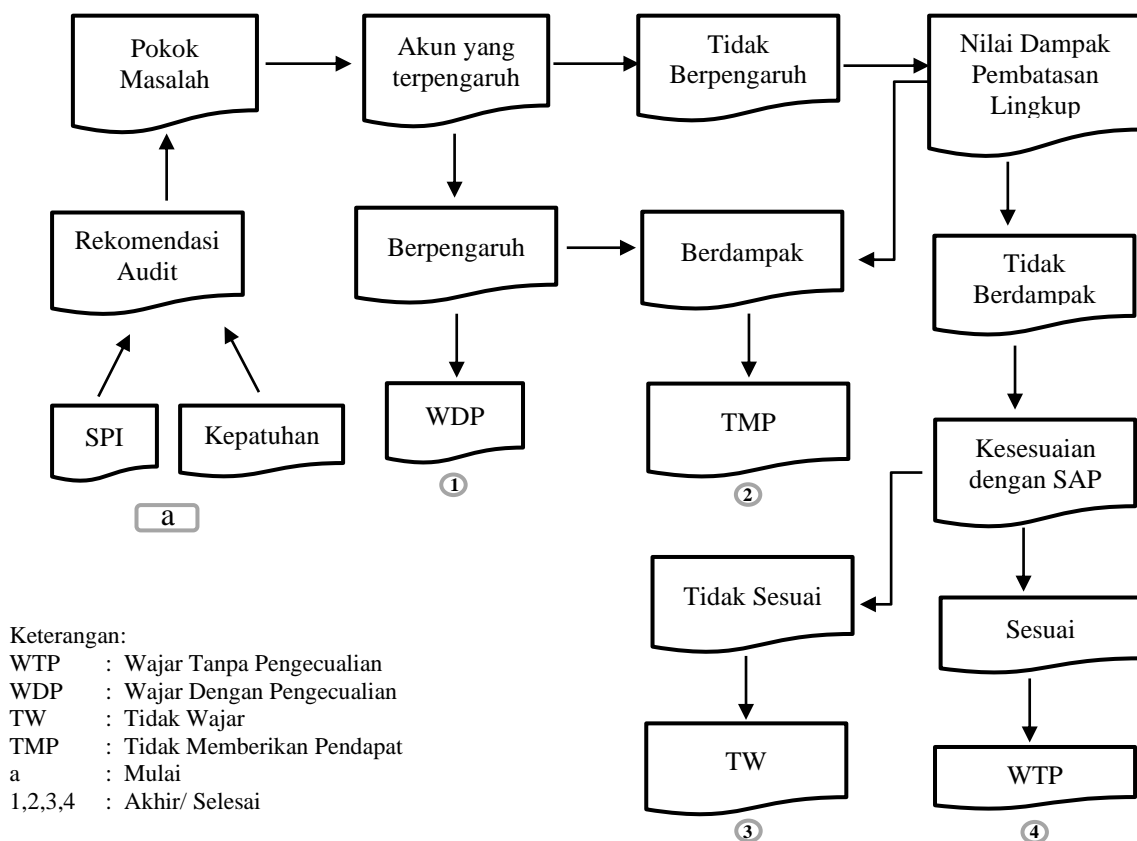 Pokok
Masalah
Akun yang
terpengaruh
Tidak
Berpengaruh
Nilai Dampak
Pembatasan
Lingkup
Rekomendasi
Audit
Berpengaruh
Berdampak
Tidak
Berdampak
SPI
Kepatuhan
WDP
TMP
Kesesuaian
dengan SAP
a
1
2
Tidak Sesuai
Sesuai
TW
WTP
3
4
Keterangan:
WTP : Wajar Tanpa Pengecualian
WDP : Wajar Dengan Pengecualian
TW : Tidak Wajar
TMP : Tidak Memberikan Pendapat
a : Mulai
1,2,3,4 : Akhir/ Selesai